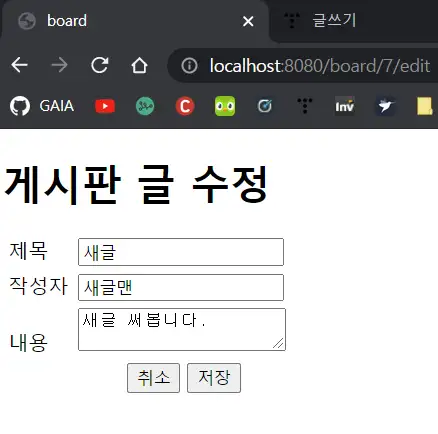 board
글쓰기
localhost:8080/board/7/edit
GAIA
C
Inv
게시판 글 수정
제목 새글
작성자 새글맨
내용 새글 써봅니다.
취소 저장